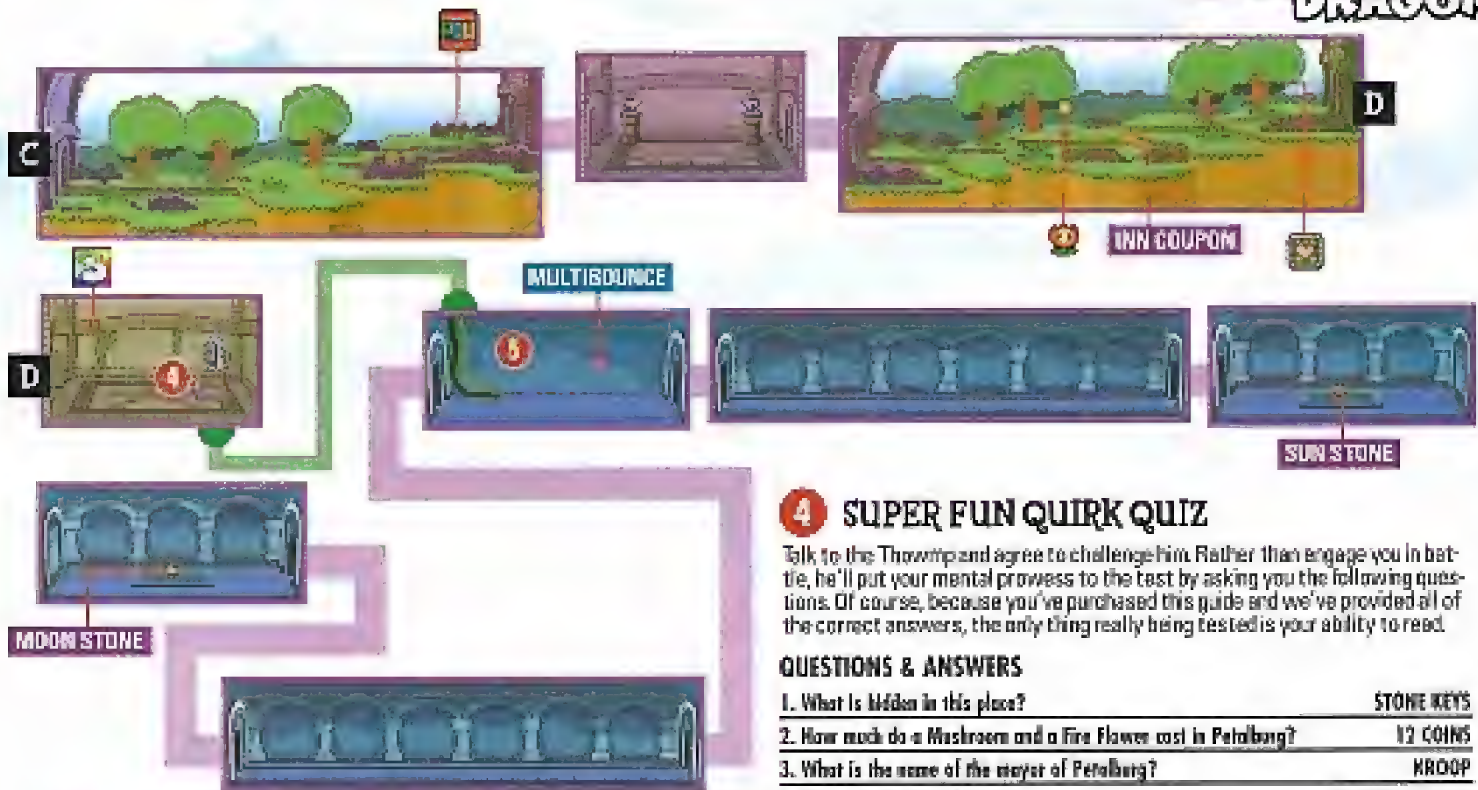 DRAGON
C
D
INN COUPON
MULTIBOUNCE
D
4
5
SUN STONE
MOON STONE
4 SUPER FUN QUIRK QUIZ
Talk to the Thowmp and agree to challenge him. Rather than engage you in bat-
tle, he'll put your mental prowess to the test by asking you the following ques-
tions. Of course, because you've purchased this guide and we've provided all of
the correct answers, the only thing really being tested is your ability to read.
QUESTIONS & ANSWERS
1. What is hidden in this place? STONE KEYS
2. How much do a Mushroom and a Fire Flower cost in Petalburg? 12 COINS
3. What is the name of the mayor of Petalburg? KROOP